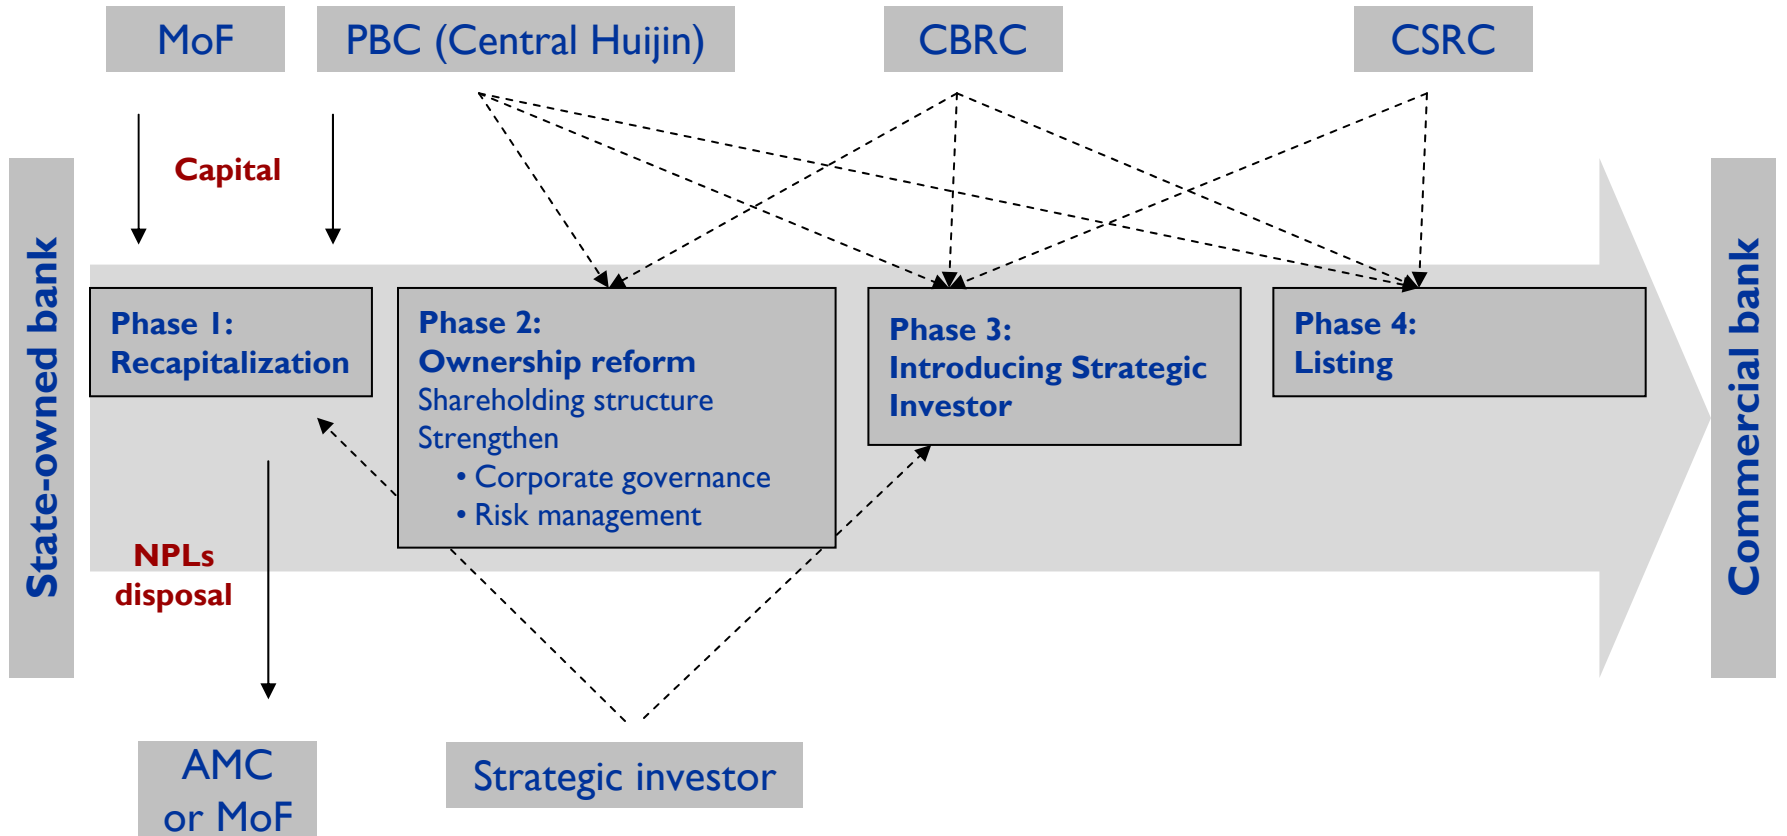 MoF
PBC (Central Huijin)
CBRC
CSRC
Capital
State-owned bank
Phase 1:
Recapitalization
Phase 2:
Ownership reform
Shareholding structure
Strengthen
• Corporate governance
• Risk management
Phase 3:
Introducing Strategic
Investor
Phase 4:
Listing
Commercial bank
NPLs
disposal
AMC
or MoF
Strategic investor